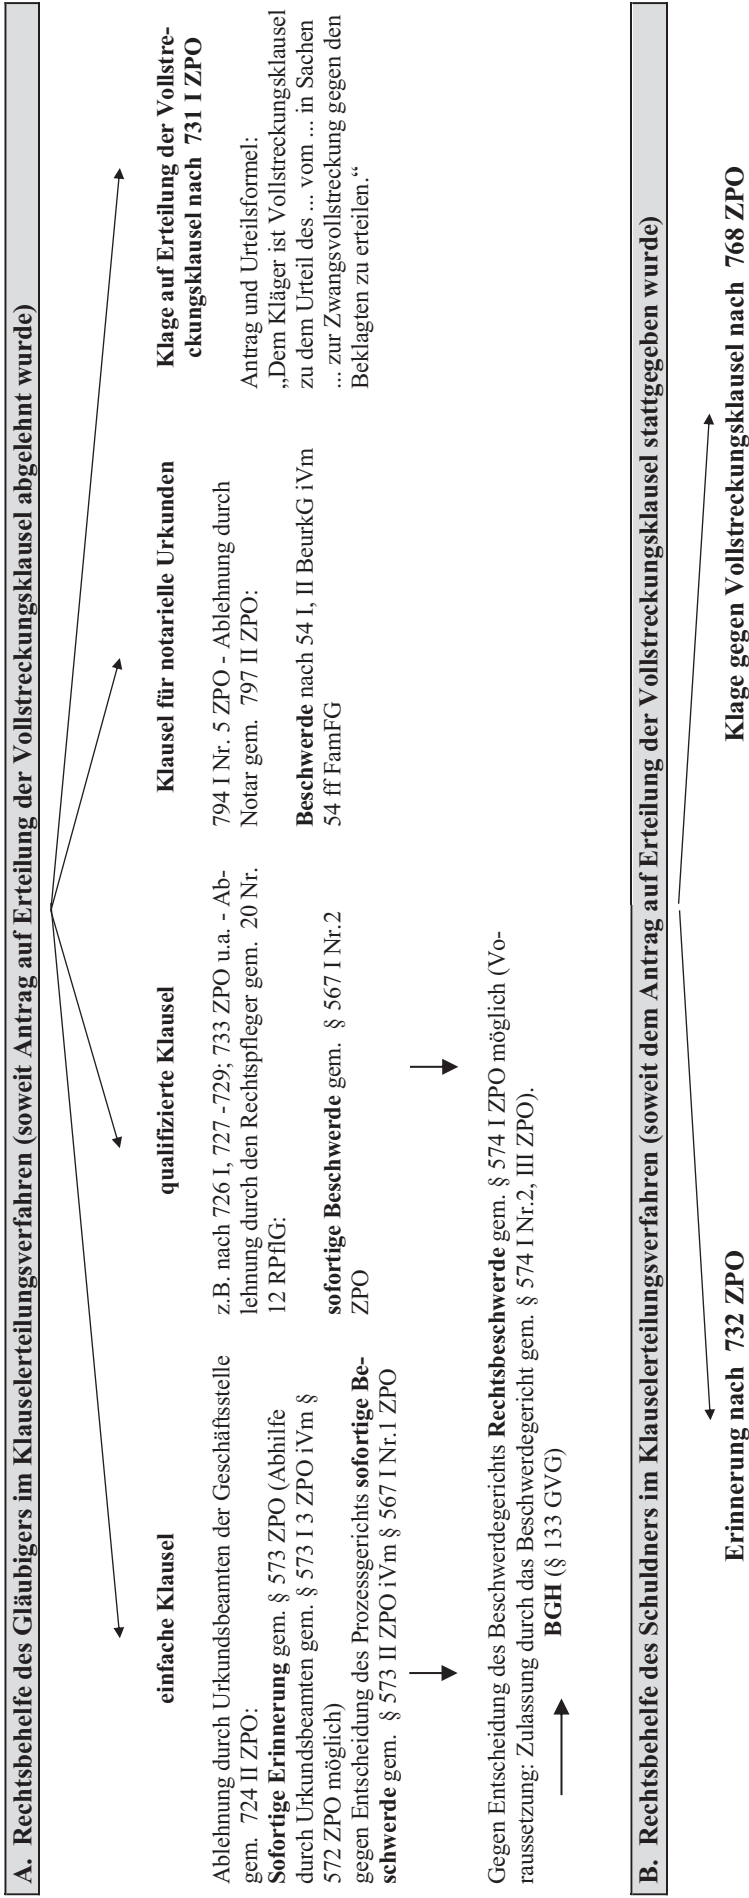 A. Rechtsbehelfe des Gläubigers im Klauselerteilungsverfahren (soweit Antrag auf Erteilung der Vollstreckungsklausel abgelehnt wurde)
einfache Klausel
Ablehnung durch Urkundsbeamten der Geschäftsstelle
gem. 724 II ZPO:
Sofortige Erinnerung gem. § 573 ZPO (Abhilfe
durch Urkundsbeamten gem. § 573 I 3 ZPO iVm §
572 ZPO möglich)
gegen Entscheidung des Prozessgerichts sofortige Be-
schwerde gem. § 573 II ZPO iVm § 567 I Nr.1 ZPO
qualifizierte Klausel
z.B. nach 726 I, 727 -729; 733 ZPO u.a. - Ab-
lehnung durch den Rechtspfleger gem. 20 Nr.
12 RPflG:
sofortige Beschwerde gem. § 567 I Nr.2
ZPO
Klausel für notarielle Urkunden
794 I Nr. 5 ZPO - Ablehnung durch
Notar gem. 797 II ZPO:
Beschwerde nach 54 I, II BeurkG iVm
54 ff FamFG
Klage auf Erteilung der Vollstre-
ckungsklausel nach 731 I ZPO
Antrag und Urteilsformel:
„Dem Kläger ist Vollstreckungsklausel
zu dem Urteil des ... vom ... in Sachen
... zur Zwangsvollstreckung gegen den
Beklagten zu erteilen.“
Gegen Entscheidung des Beschwerdegerichts Rechtsbeschwerde gem. § 574 I ZPO möglich (Vo-
raussetzung: Zulassung durch das Beschwerdegericht gem. § 574 I Nr.2, III ZPO).
BGH (§ 133 GVG)
B. Rechtsbehelfe des Schuldners im Klauselerteilungsverfahren (soweit dem Antrag auf Erteilung der Vollstreckungsklausel stattgegeben wurde)
Erinnerung nach 732 ZPO
Klage gegen Vollstreckungsklausel nach 768 ZPO